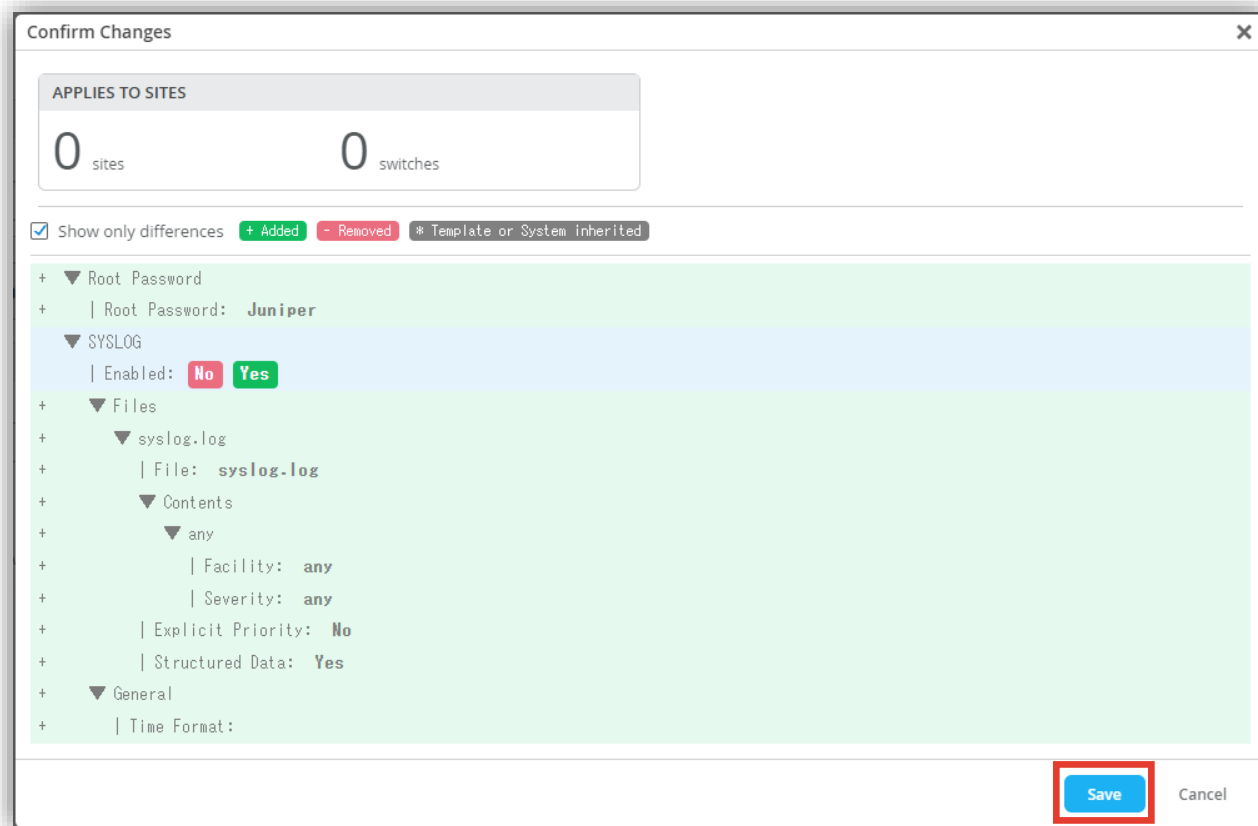 Confirm Changes
APPLIES TO SITES
0 sites 0 switches
Show only differences + Added - Removed * Template or System inherited
+ ▼ Root Password
+ | Root Password: Juniper
▼ SYSLOG
| Enabled: No Yes
+ ▼ Files
+ ▼ syslog.log
+ | File: syslog.log
+ ▼ Contents
+ ▼ any
+ | Facility: any
+ | Severity: any
+ | Explicit Priority: No
+ | Structured Data: Yes
+ ▼ General
+ | Time Format:
Save Cancel